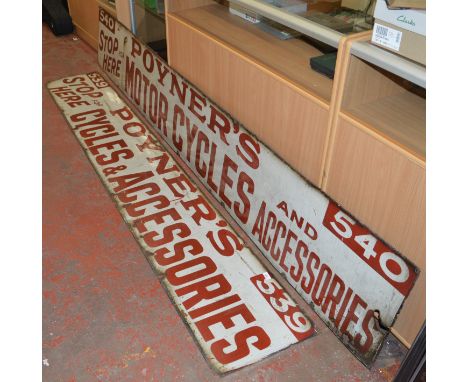 540
STOP
HERE
POYNER'S
MOTOR CYCLES
AND
ACCESSORIES
540
539
STOP
HERE
POYNER'S
CYCLES & ACCESSORIES
539
Clarks